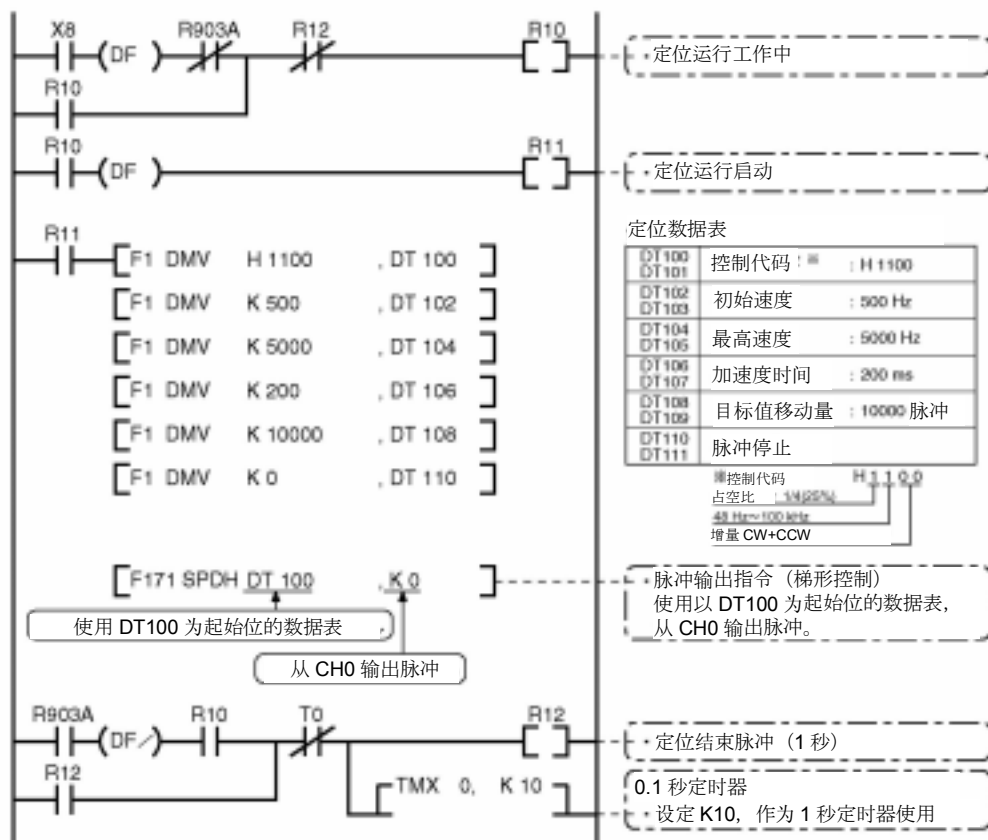 X8 R903A R12 R10
(DF)
定位运行工作中
R10
R10 R11
(DF)
定位运行启动
R11
F1 DMV H 1100 , DT 100
F1 DMV K 500 , DT 102
F1 DMV K 5000 , DT 104
F1 DMV K 200 , DT 106
F1 DMV K 10000 , DT 108
F1 DMV K 0 , DT 110
定位数据表
DT100
DT101
控制代码 ※ : H 1100
DT102
DT103
初始速度 : 500 Hz
DT104
DT105
最高速度 : 5000 Hz
DT106
DT107
加速度时间 : 200 ms
DT108
DT109
目标值移动量 : 10000 脉冲
DT110
DT111
脉冲停止
※控制代码 H 1 1 0 0
占空比 : 1/4(25%)
48 Hz~100 kHz
增量 CW+CCW
F171 SPDH DT 100 , K 0
脉冲输出指令（梯形控制）
使用以 DT100 为起始位的数据表，
从 CH0 输出脉冲。
使用 DT100 为起始位的数据表
从 CH0 输出脉冲
R903A R10 T0 R12
(DF/)
定位结束脉冲（1 秒）
R12
TMX 0, K 10
0.1 秒定时器
设定 K10，作为 1 秒定时器使用